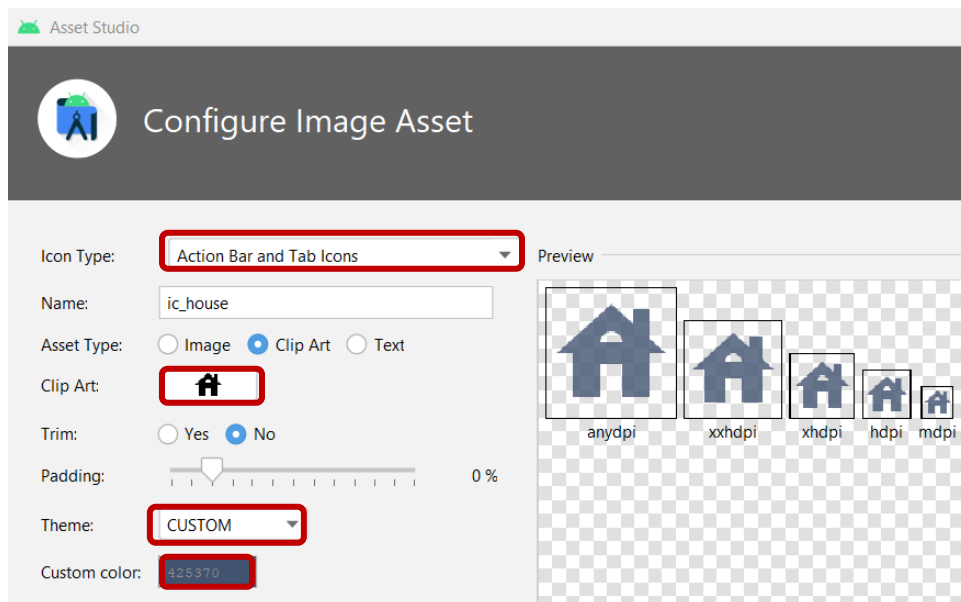 Asset Studio
Configure Image Asset
Icon Type: Action Bar and Tab Icons
Preview
Name: ic_house
Asset Type: Image Clip Art Text
Clip Art:
Trim: Yes No
anydpi xxhdpi xhdpi hdpi mdpi
Padding: 0 %
Theme: CUSTOM
Custom color: 425370